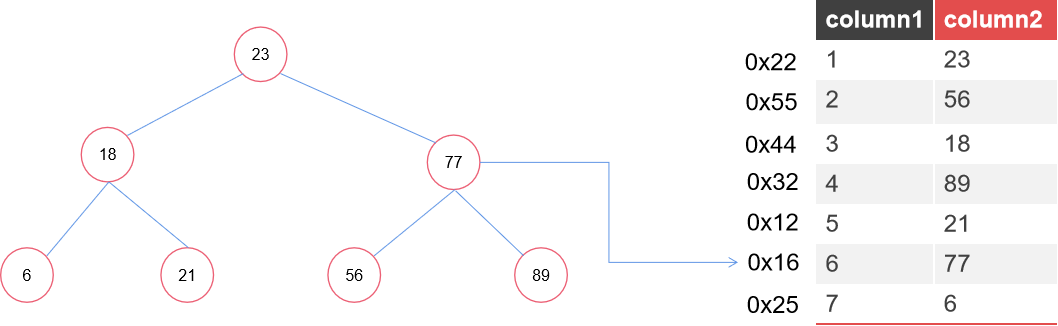 23
18
77
6
21
56
89
column1 column2
0x22 1 23
0x55 2 56
0x44 3 18
0x32 4 89
0x12 5 21
0x16 6 77
0x25 7 6